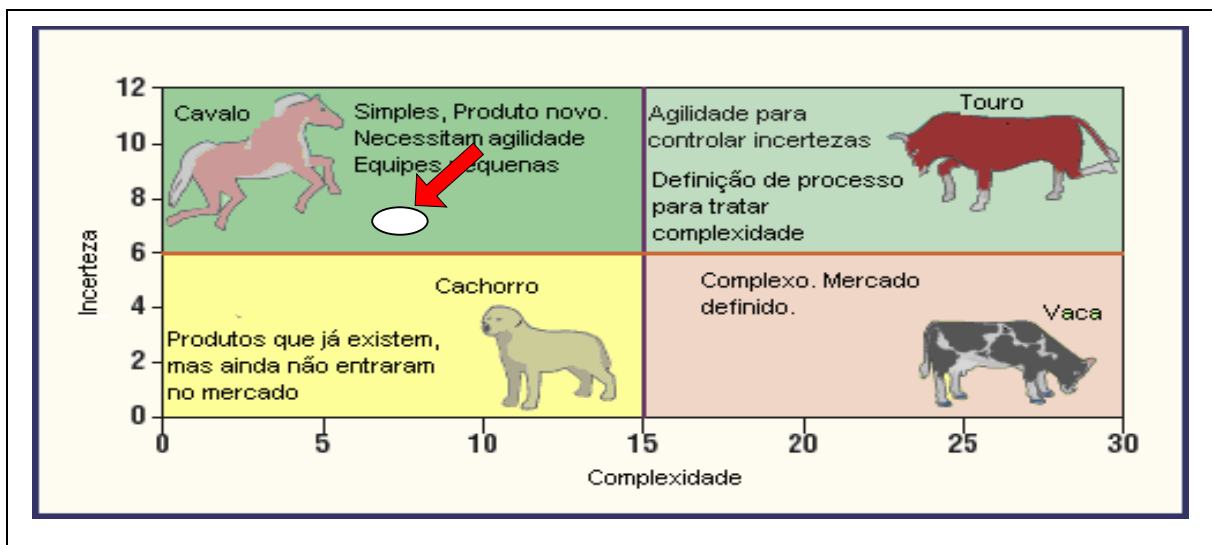 12
10
8
6
4
2
0
Incerteza
Cavalo
Simples, Produto novo.
Necessitam agilidade
Equipes pequenas
Agilidade para
controlar incertezas
Definição de processo
para tratar
complexidade
Touro
Cachorro
Produtos que já existem,
mas ainda não entraram
no mercado
Complexo. Mercado
definido.
Vaca
0 5 10 15 20 25 30
Complexidade